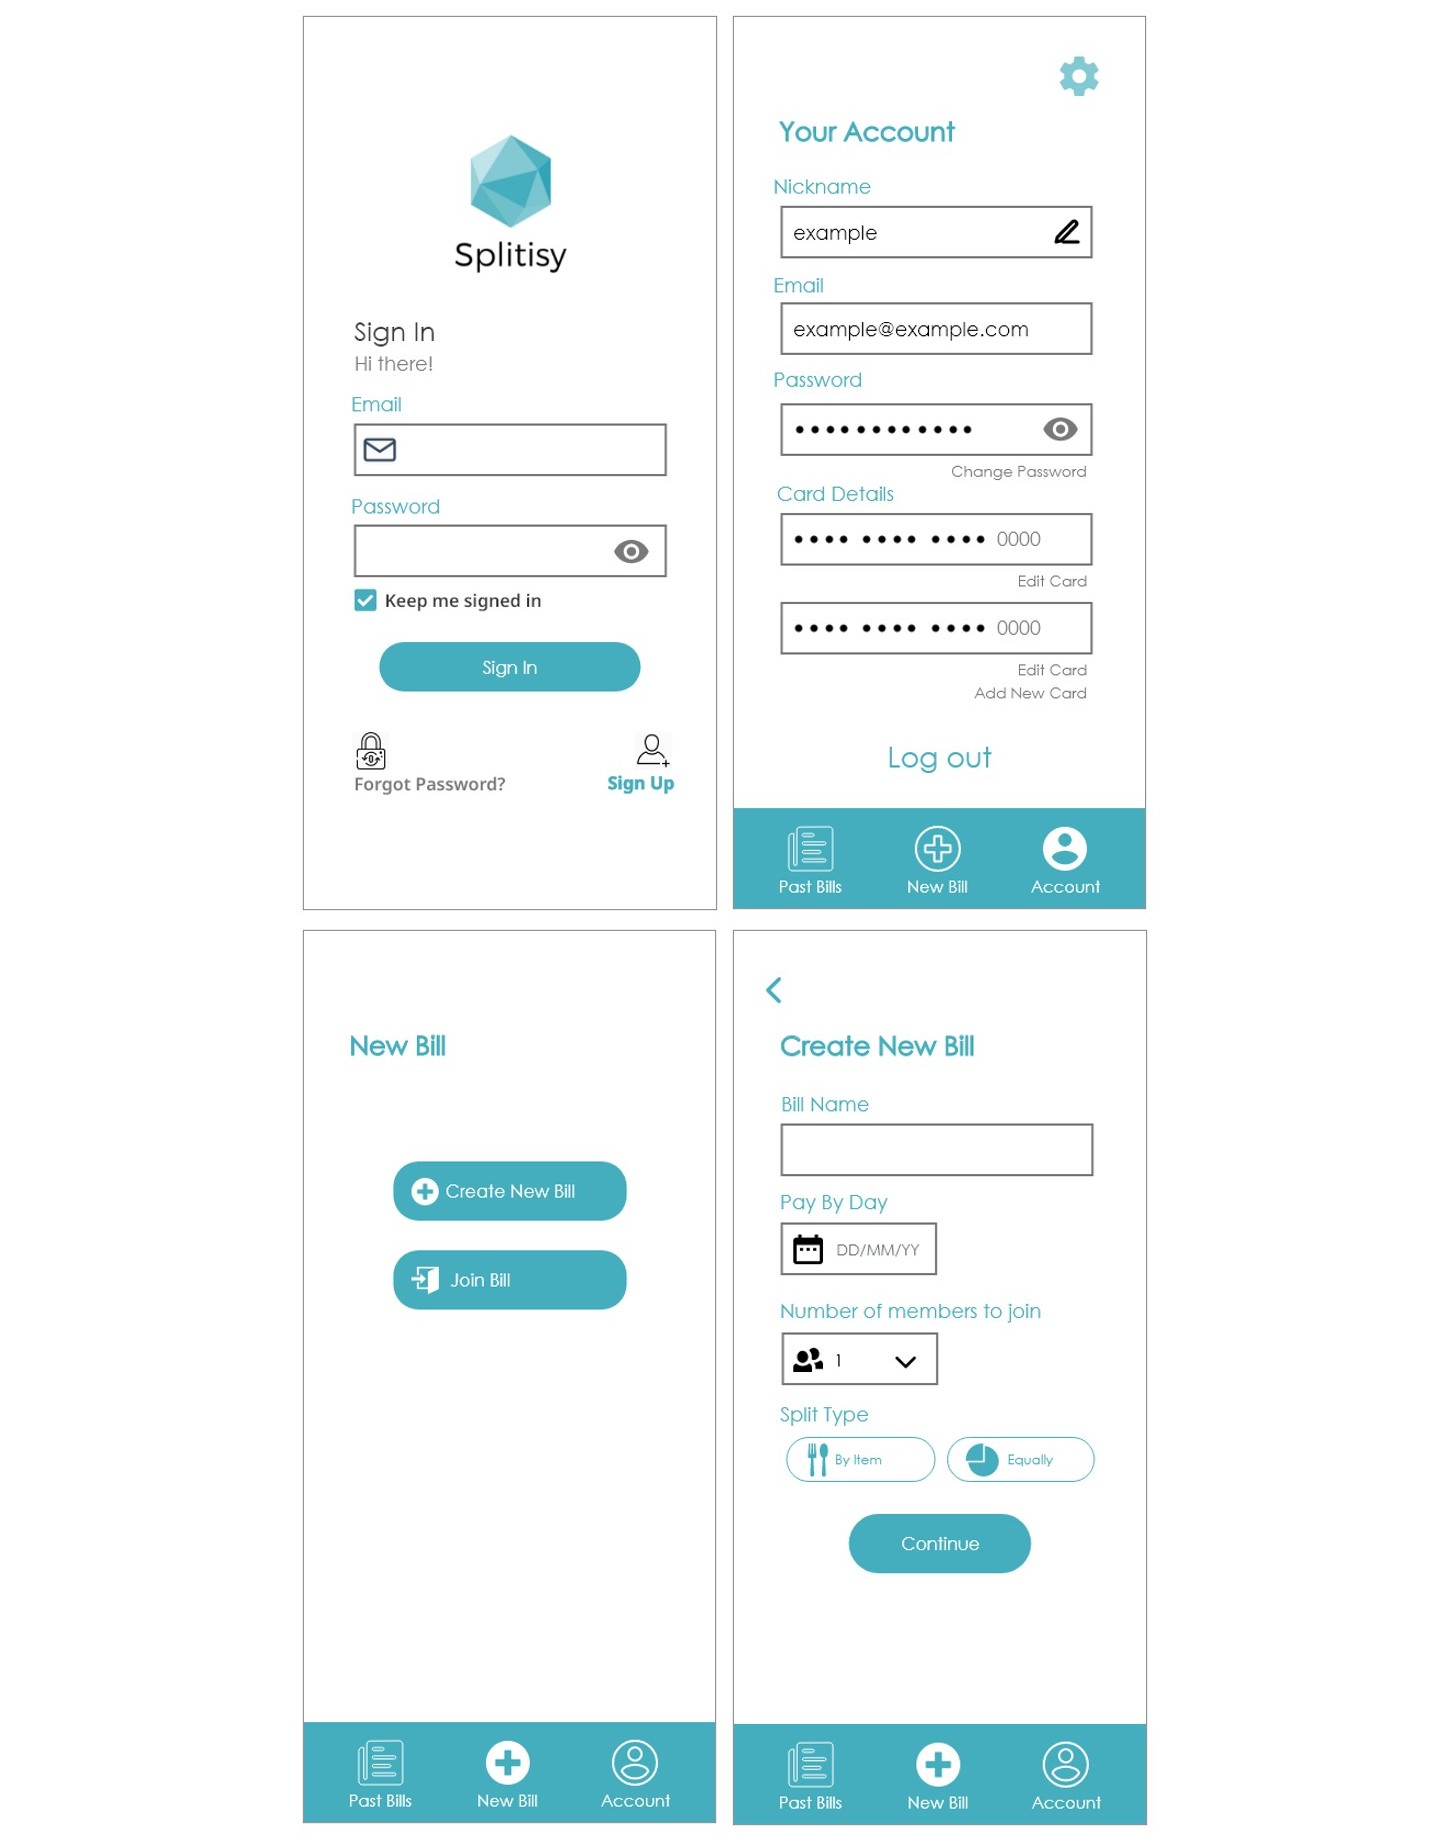 Splitisy
Sign In
Hi there!
Email
Password
Keep me signed in
Sign In
Forgot Password?
Sign Up
Your Account
Nickname
example
Email
example@example.com
Password
••••••••••••
Change Password
Card Details
•••• •••• •••• 0000
Edit Card
•••• •••• •••• 0000
Edit Card
Add New Card
Log out
Past Bills New Bill Account
New Bill
Create New Bill
Join Bill
Past Bills New Bill Account
Create New Bill
Bill Name
Pay By Day
DD/MM/YY
Number of members to join
1
Split Type
By Item Equally
Continue
Past Bills New Bill Account